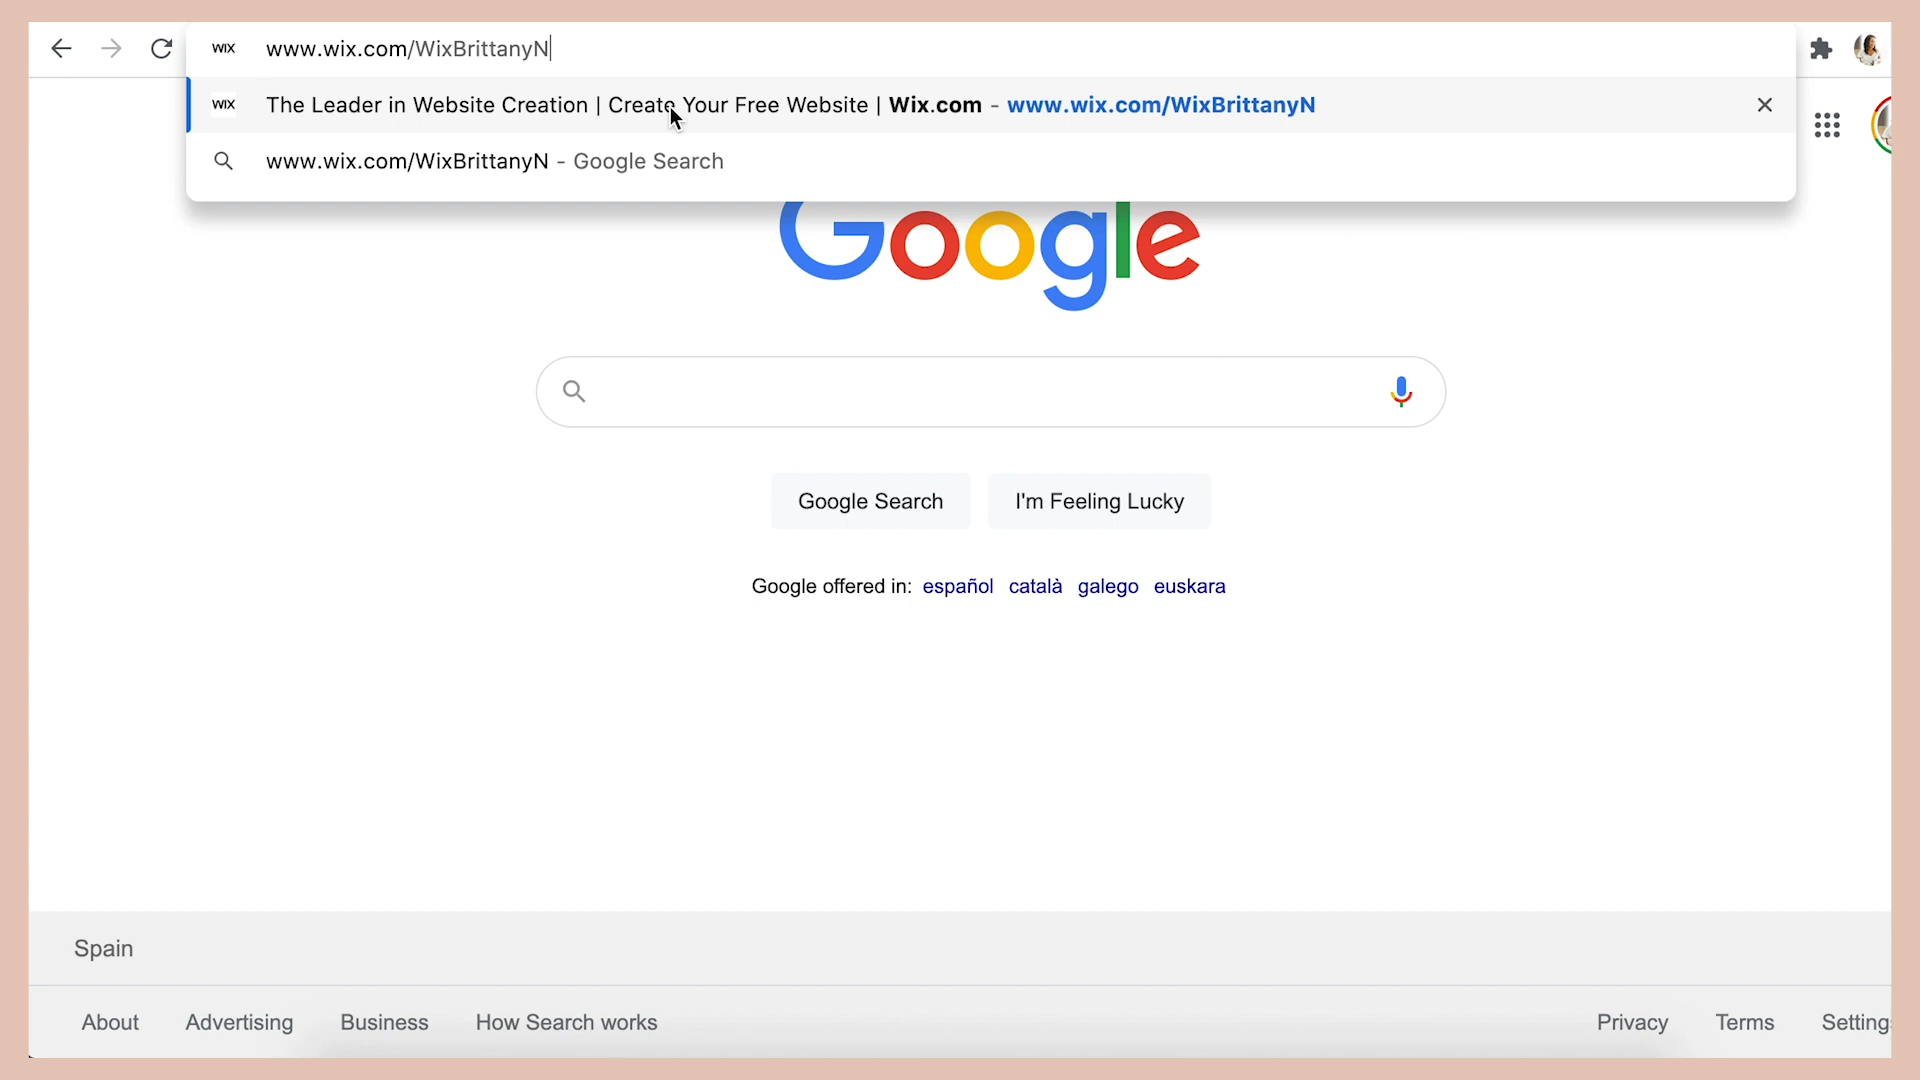 WIX www.wix.com/WixBrittanyN
WIX The Leader in Website Creation | Create Your Free Website | Wix.com - www.wix.com/WixBrittanyN
www.wix.com/WixBrittanyN - Google Search
Google
Google Search I'm Feeling Lucky
Google offered in: español català galego euskara
Spain
About Advertising Business How Search works Privacy Terms Setting